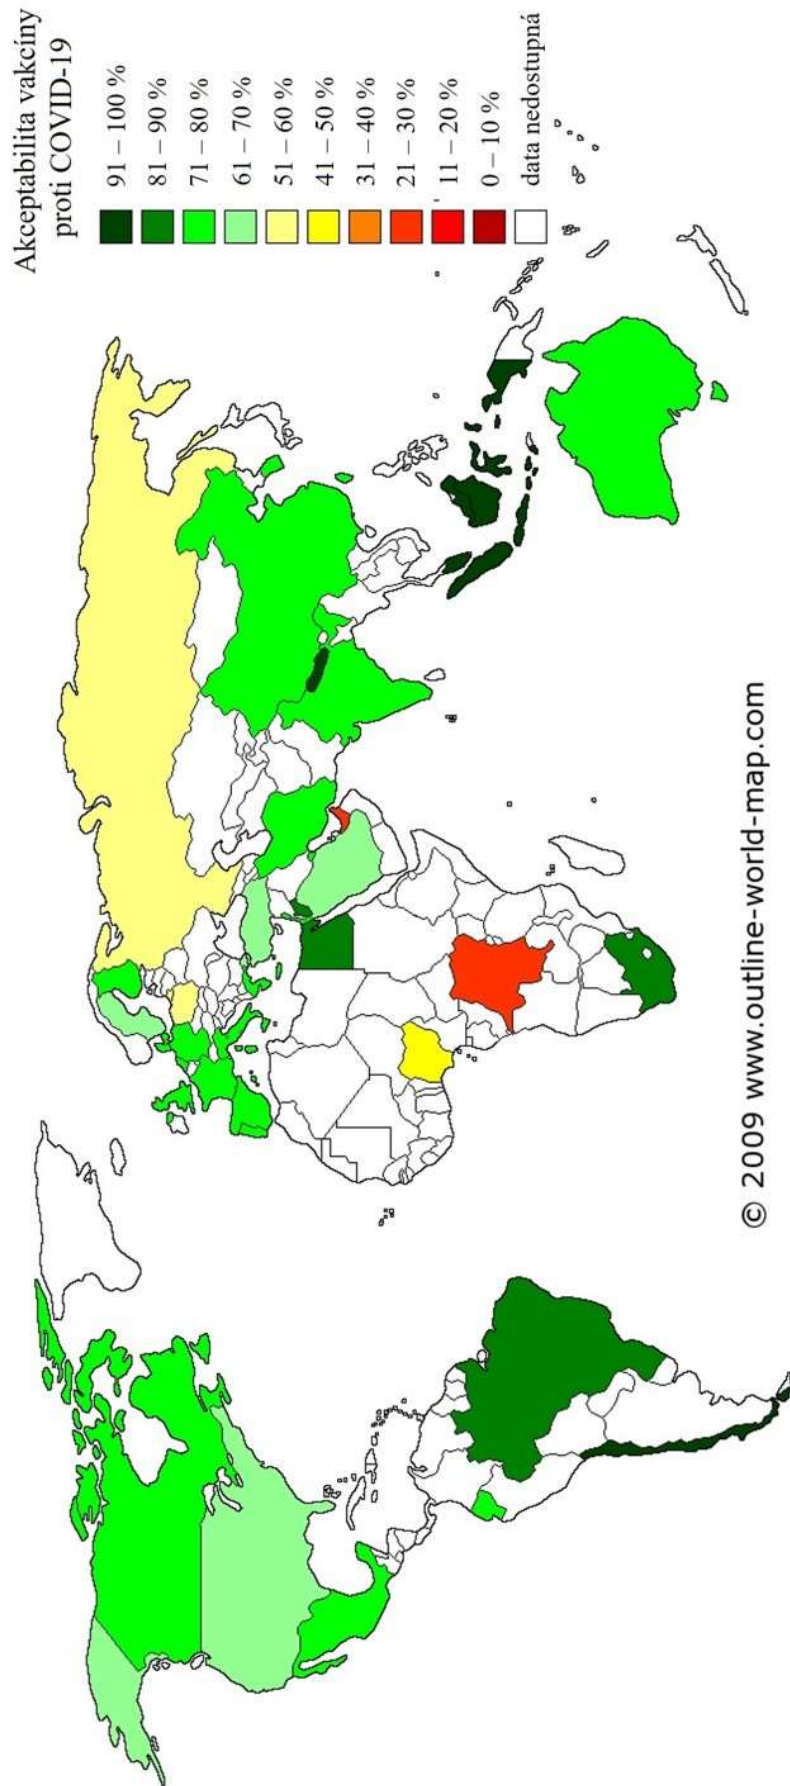 Akceptabilita vakcíny
proti COVID-19
91 – 100 %
81 – 90 %
71 – 80 %
61 – 70 %
51 – 60 %
41 – 50 %
31 – 40 %
21 – 30 %
11 – 20 %
0 – 10 %
data nedostupná
© 2009 www.outline-world-map.com